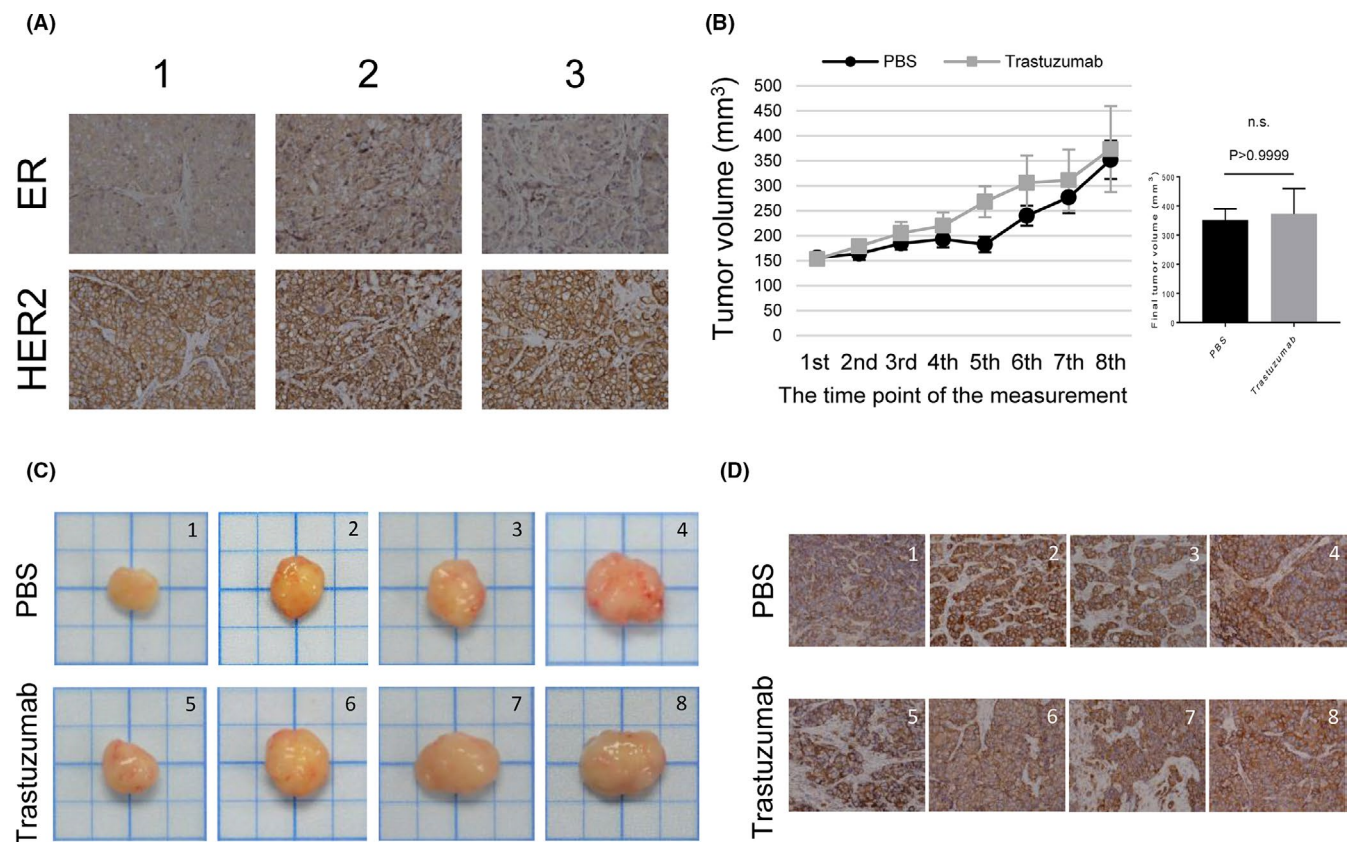 (A)
1 2 3
ER
HER2
(B)
PBS Trastuzumab
Tumor volume (mm³)
500
450
400
350
300
250
200
150
100
50
0
1st 2nd 3rd 4th 5th 6th 7th 8th
The time point of the measurement
n.s.
P>0.9999
Final tumor volume (mm³)
500
400
300
200
100
0
PBS
Trastuzumab
(C)
PBS
1 2 3 4
Trastuzumab
5 6 7 8
(D)
PBS
1 2 3 4
Trastuzumab
5 6 7 8